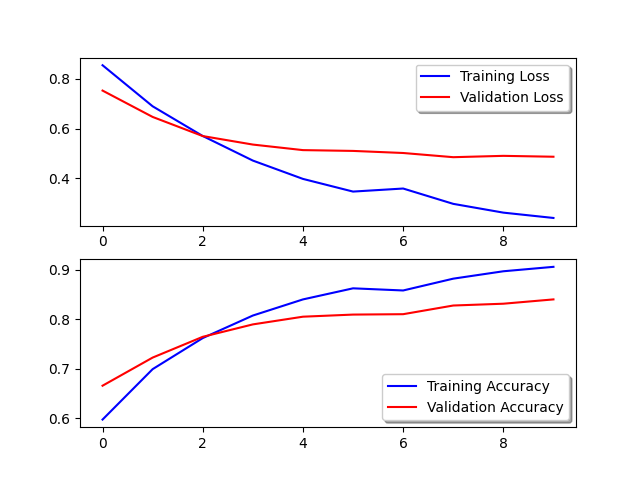 0.8
0.6
0.4
Training Loss
Validation Loss
0 2 4 6 8
0.9
0.8
0.7
0.6
Training Accuracy
Validation Accuracy
0 2 4 6 8